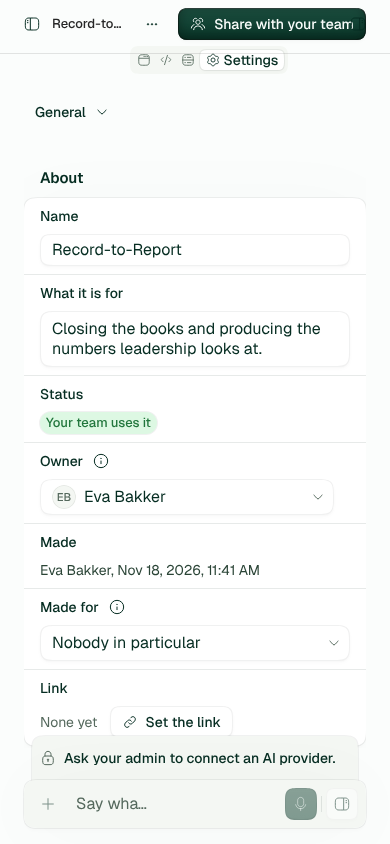 Record-to...
Share with your team
Settings
General
About
Name
Record-to-Report
What it is for
Closing the books and producing the
numbers leadership looks at.
Status
Your team uses it
Owner
EB
Eva Bakker
Made
Eva Bakker, Nov 18, 2026, 11:41 AM
Made for
Nobody in particular
Link
None yet
Set the link
Ask your admin to connect an AI provider.
Say wha...